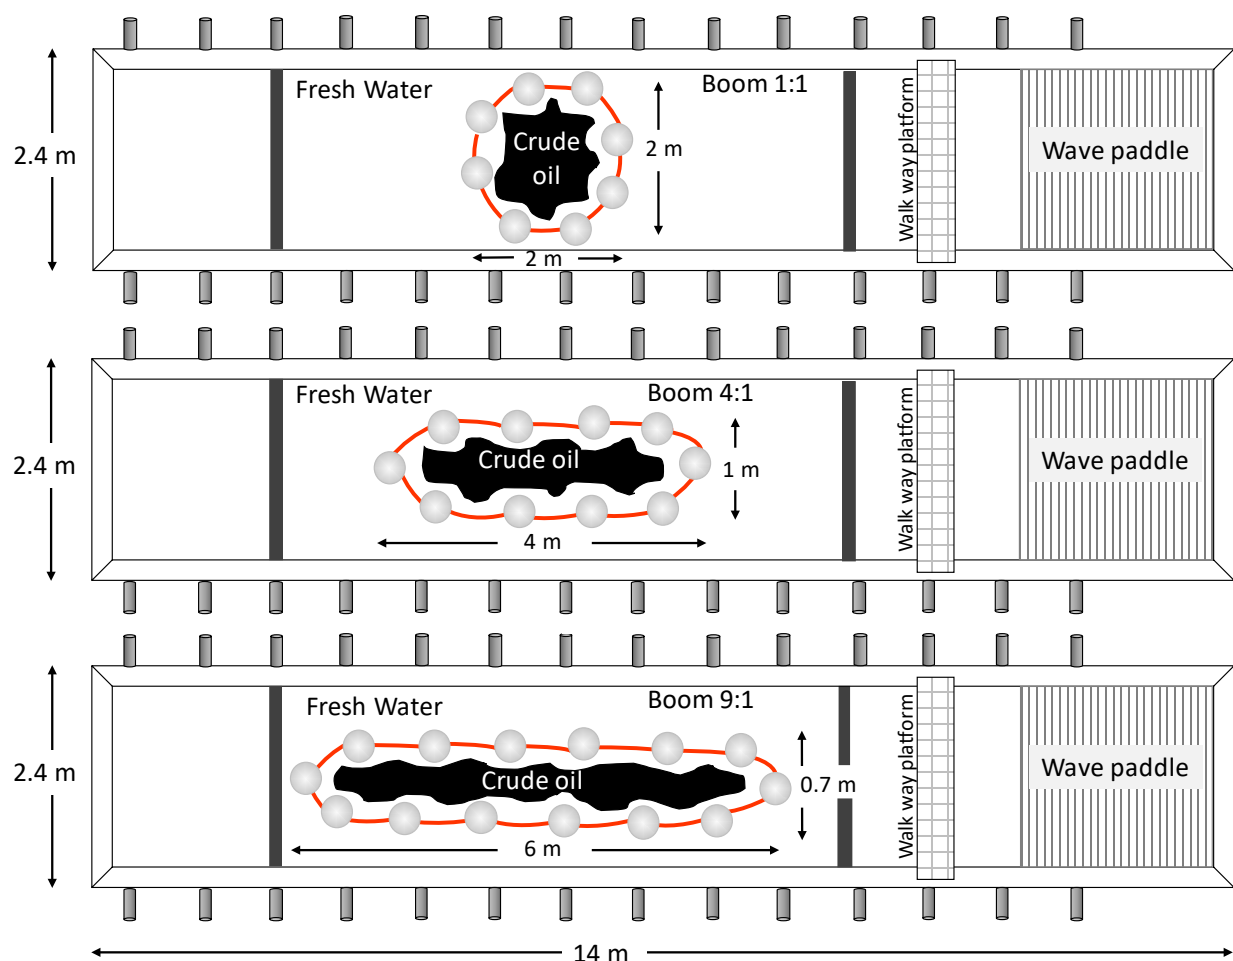 Fresh Water
Boom 1:1
2.4 m
Crude
oil
2 m
2 m
Walk way platform
Wave paddle
Fresh Water
Boom 4:1
2.4 m
Crude oil
1 m
4 m
Walk way platform
Wave paddle
Fresh Water
Boom 9:1
2.4 m
Crude oil
0.7 m
6 m
Walk way platform
Wave paddle
14 m